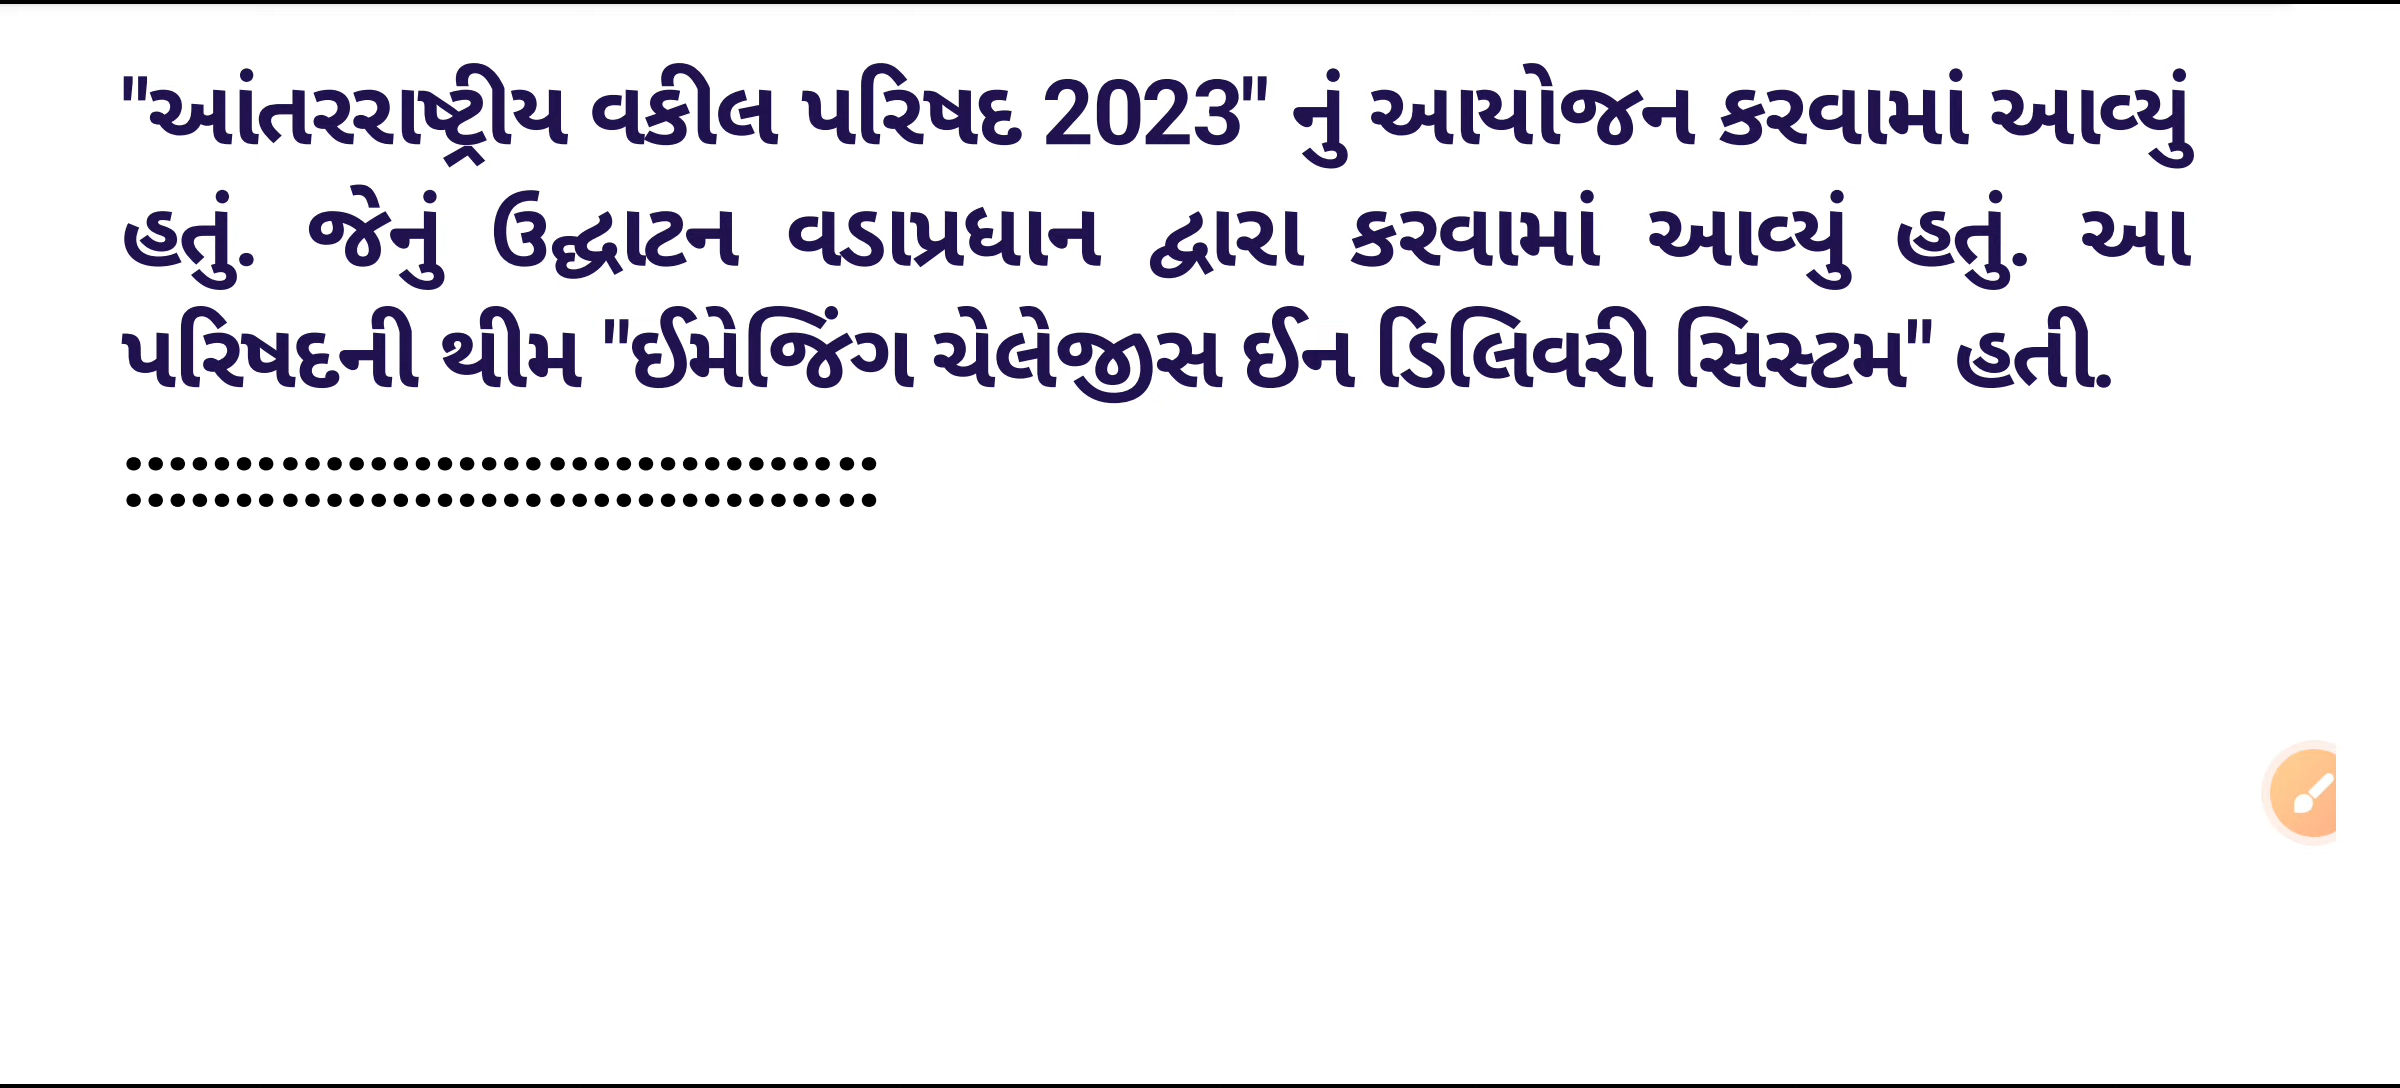 "આંતરરાષ્ટ્રીય વકીલ પરિષદ 2023" નું આયોજન કરવામાં આવ્યું
હતું. જેનું ઉદ્ઘાટન વડાપ્રધાન દ્વારા કરવામાં આવ્યું હતું. આ
પરિષદની થીમ "ઈમેજિંગ ચેલેજીસ ઈન ડિલિવરી સિસ્ટમ" હતી.
::::::::::::::::::::::::::::::::::